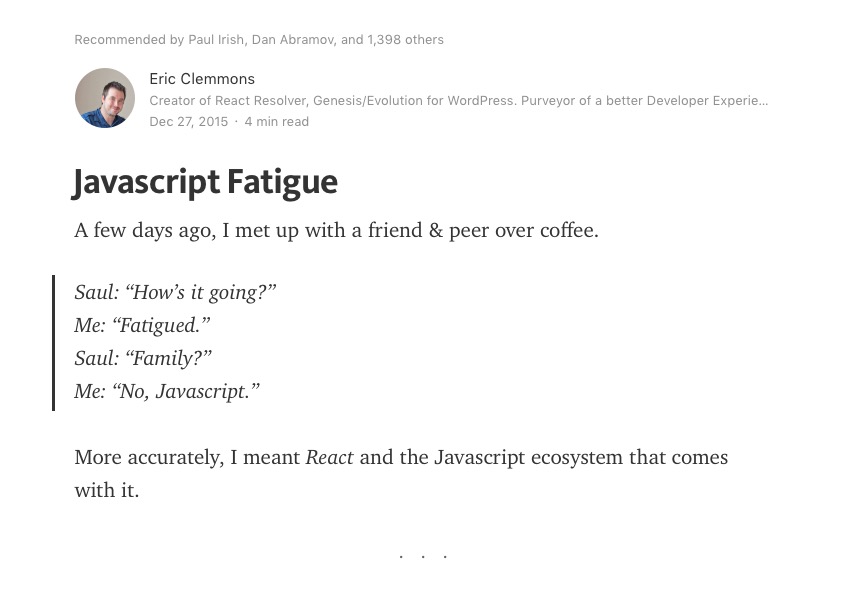 Recommended by Paul Irish, Dan Abramov, and 1,398 others
Eric Clemmons
Creator of React Resolver, Genesis/Evolution for WordPress. Purveyor of a better Developer Experie...
Dec 27, 2015 · 4 min read
Javascript Fatigue
A few days ago, I met up with a friend & peer over coffee.
Saul: “How’s it going?”
Me: “Fatigued.”
Saul: “Family?”
Me: “No, Javascript.”
More accurately, I meant React and the Javascript ecosystem that comes
with it.
. . .